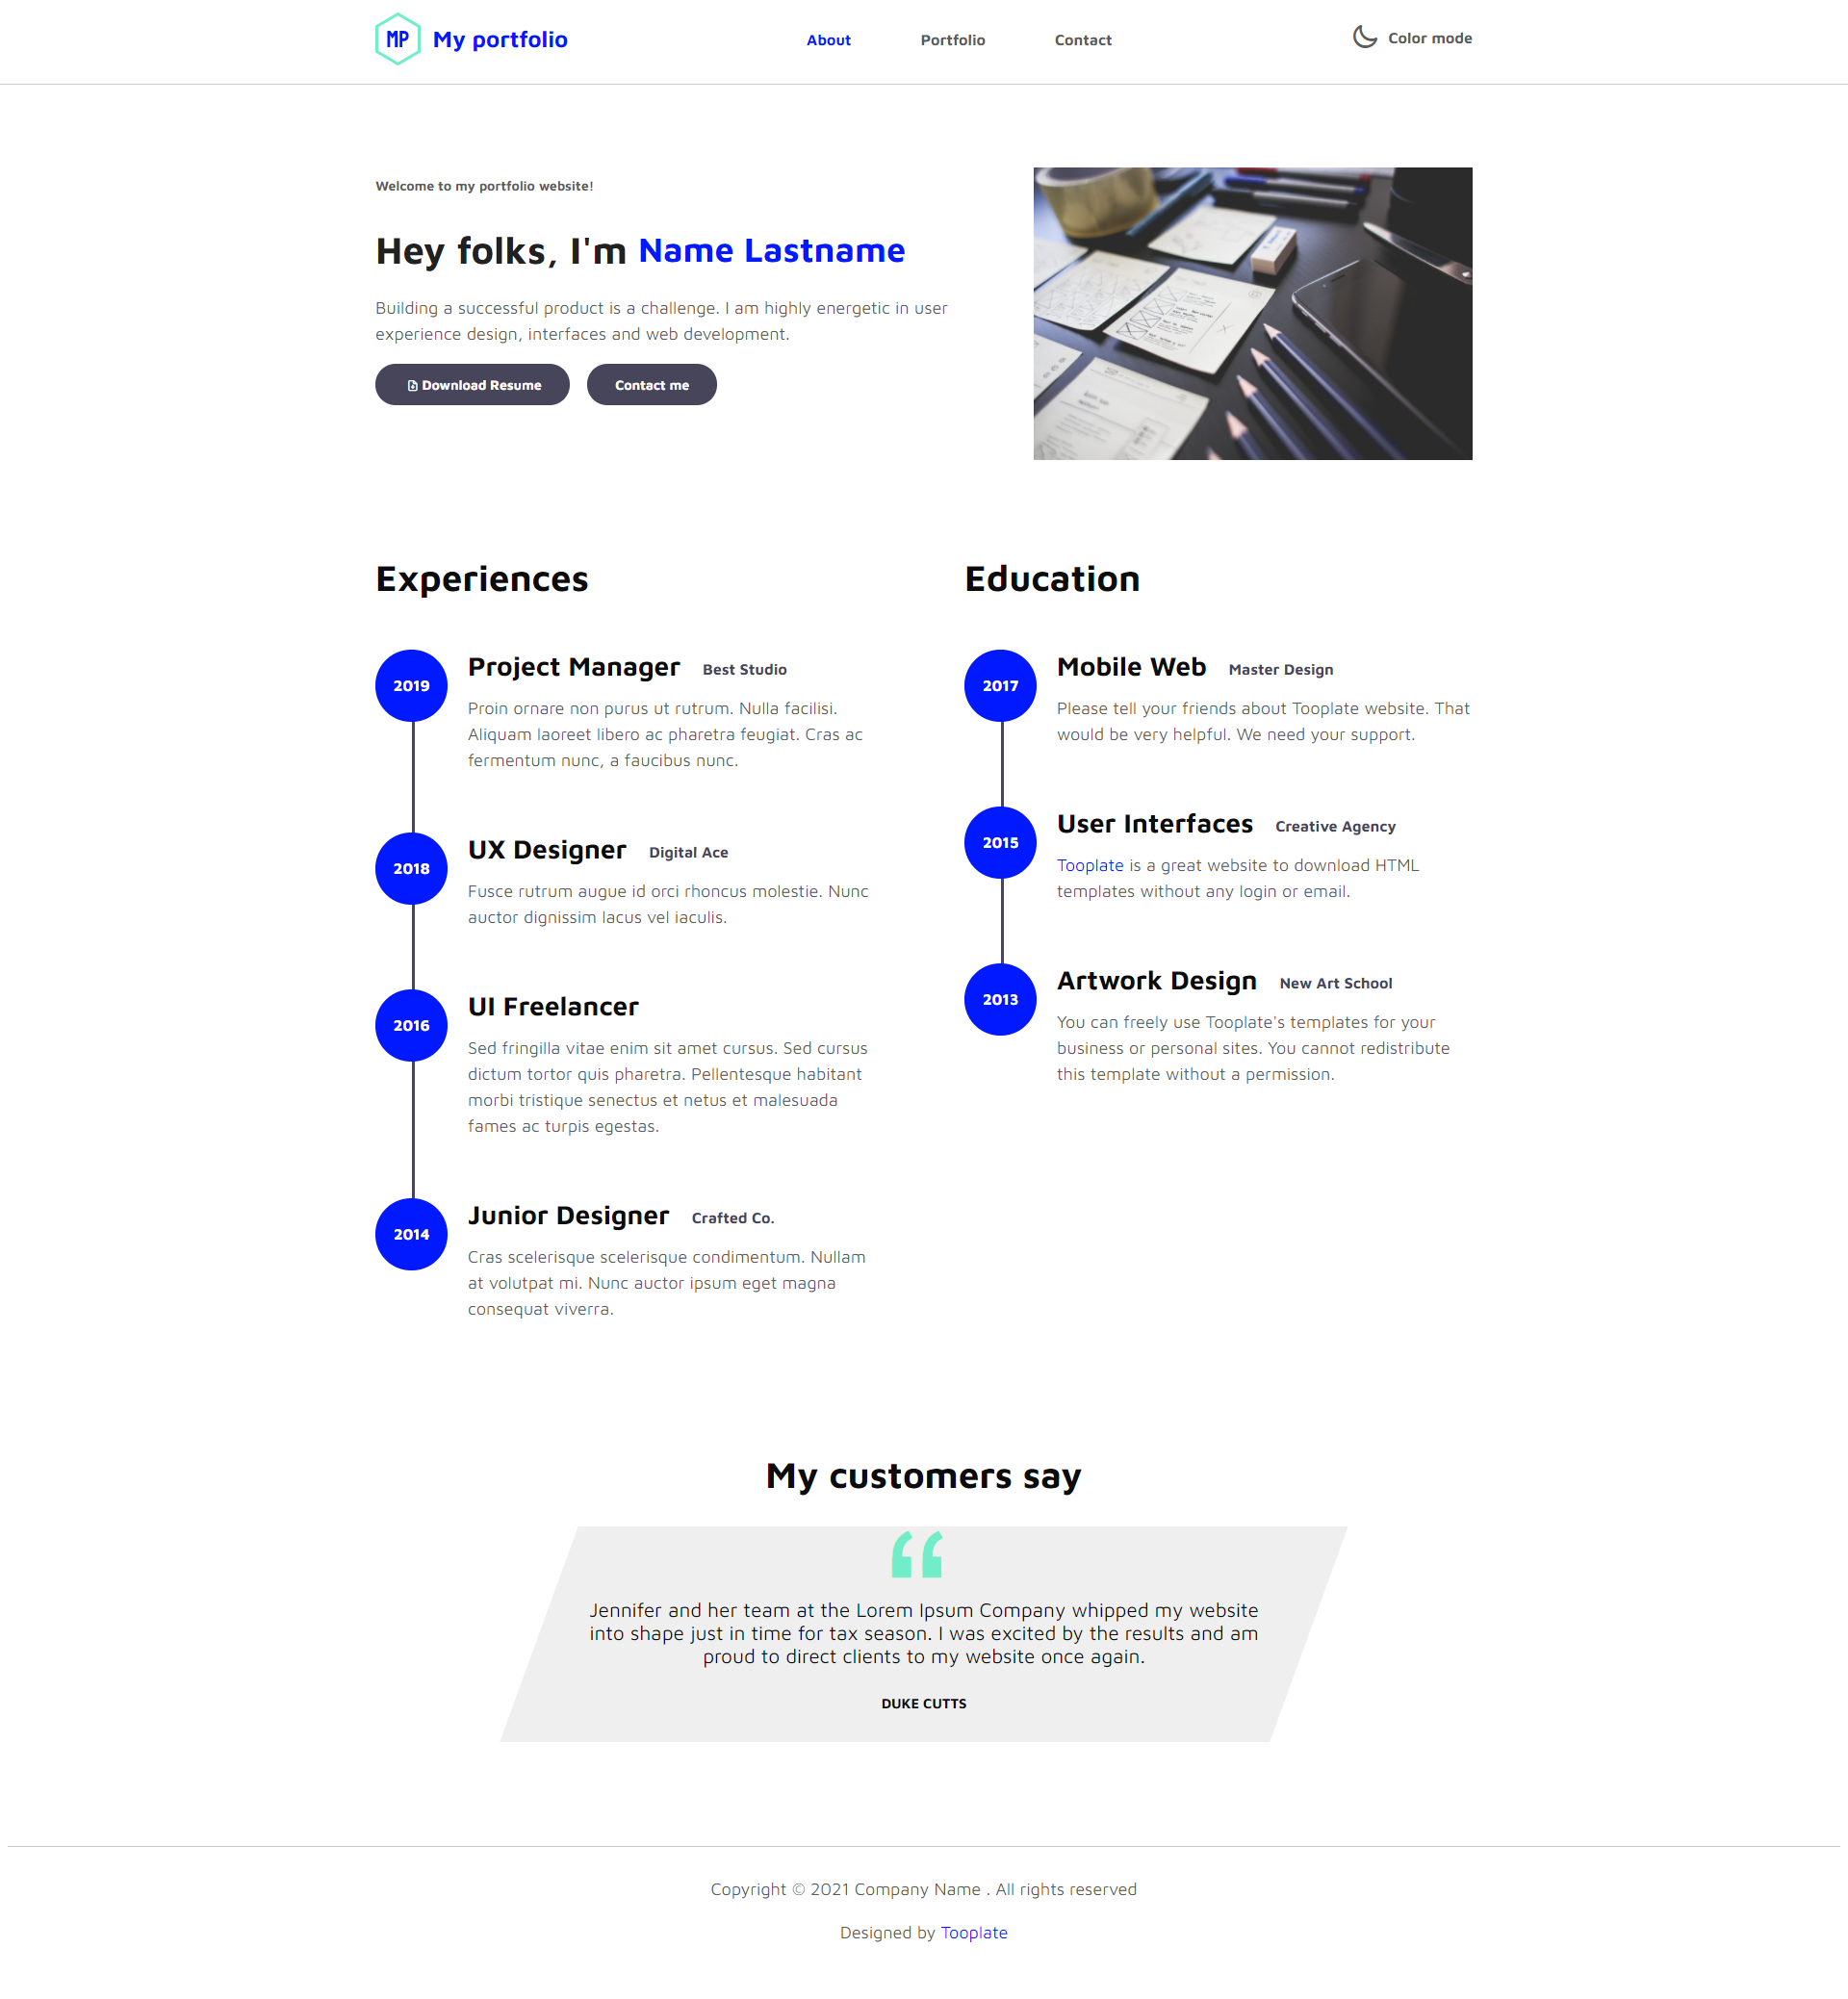 MP
My portfolio
About
Portfolio
Contact
Color mode
Welcome to my portfolio website!
Hey folks, I'm Name Lastname
Building a successful product is a challenge. I am highly energetic in user
experience design, interfaces and web development.
Download Resume
Contact me
Experiences
2019
Project Manager Best Studio
Proin ornare non purus ut rutrum. Nulla facilisi.
Aliquam laoreet libero ac pharetra feugiat. Cras ac
fermentum nunc, a faucibus nunc.
2018
UX Designer Digital Ace
Fusce rutrum augue id orci rhoncus molestie. Nunc
auctor dignissim lacus vel iaculis.
2016
UI Freelancer
Sed fringilla vitae enim sit amet cursus. Sed cursus
dictum tortor quis pharetra. Pellentesque habitant
morbi tristique senectus et netus et malesuada
fames ac turpis egestas.
2014
Junior Designer Crafted Co.
Cras scelerisque scelerisque condimentum. Nullam
at volutpat mi. Nunc auctor ipsum eget magna
consequat viverra.
Education
2017
Mobile Web Master Design
Please tell your friends about Tooplate website. That
would be very helpful. We need your support.
2015
User Interfaces Creative Agency
Tooplate is a great website to download HTML
templates without any login or email.
2013
Artwork Design New Art School
You can freely use Tooplate's templates for your
business or personal sites. You cannot redistribute
this template without a permission.
My customers say
“
Jennifer and her team at the Lorem Ipsum Company whipped my website
into shape just in time for tax season. I was excited by the results and am
proud to direct clients to my website once again.
DUKE CUTTS
Copyright © 2021 Company Name . All rights reserved
Designed by Tooplate